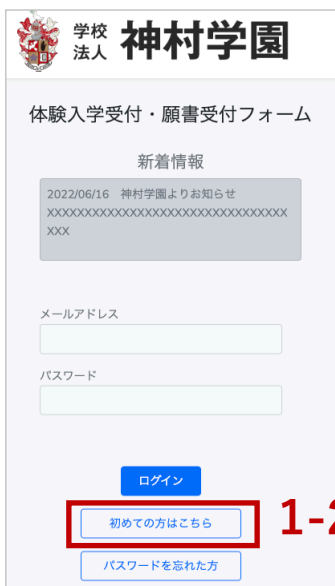 学校法人 神村学園
体験入学受付・願書受付フォーム
新着情報
2022/06/16 神村学園よりお知らせ
XXXXXXXXXXXXXXXXXXXXXXXXXXXXXXXX
XXX
メールアドレス
パスワード
ログイン
初めての方はこちら
1-2
パスワードを忘れた方